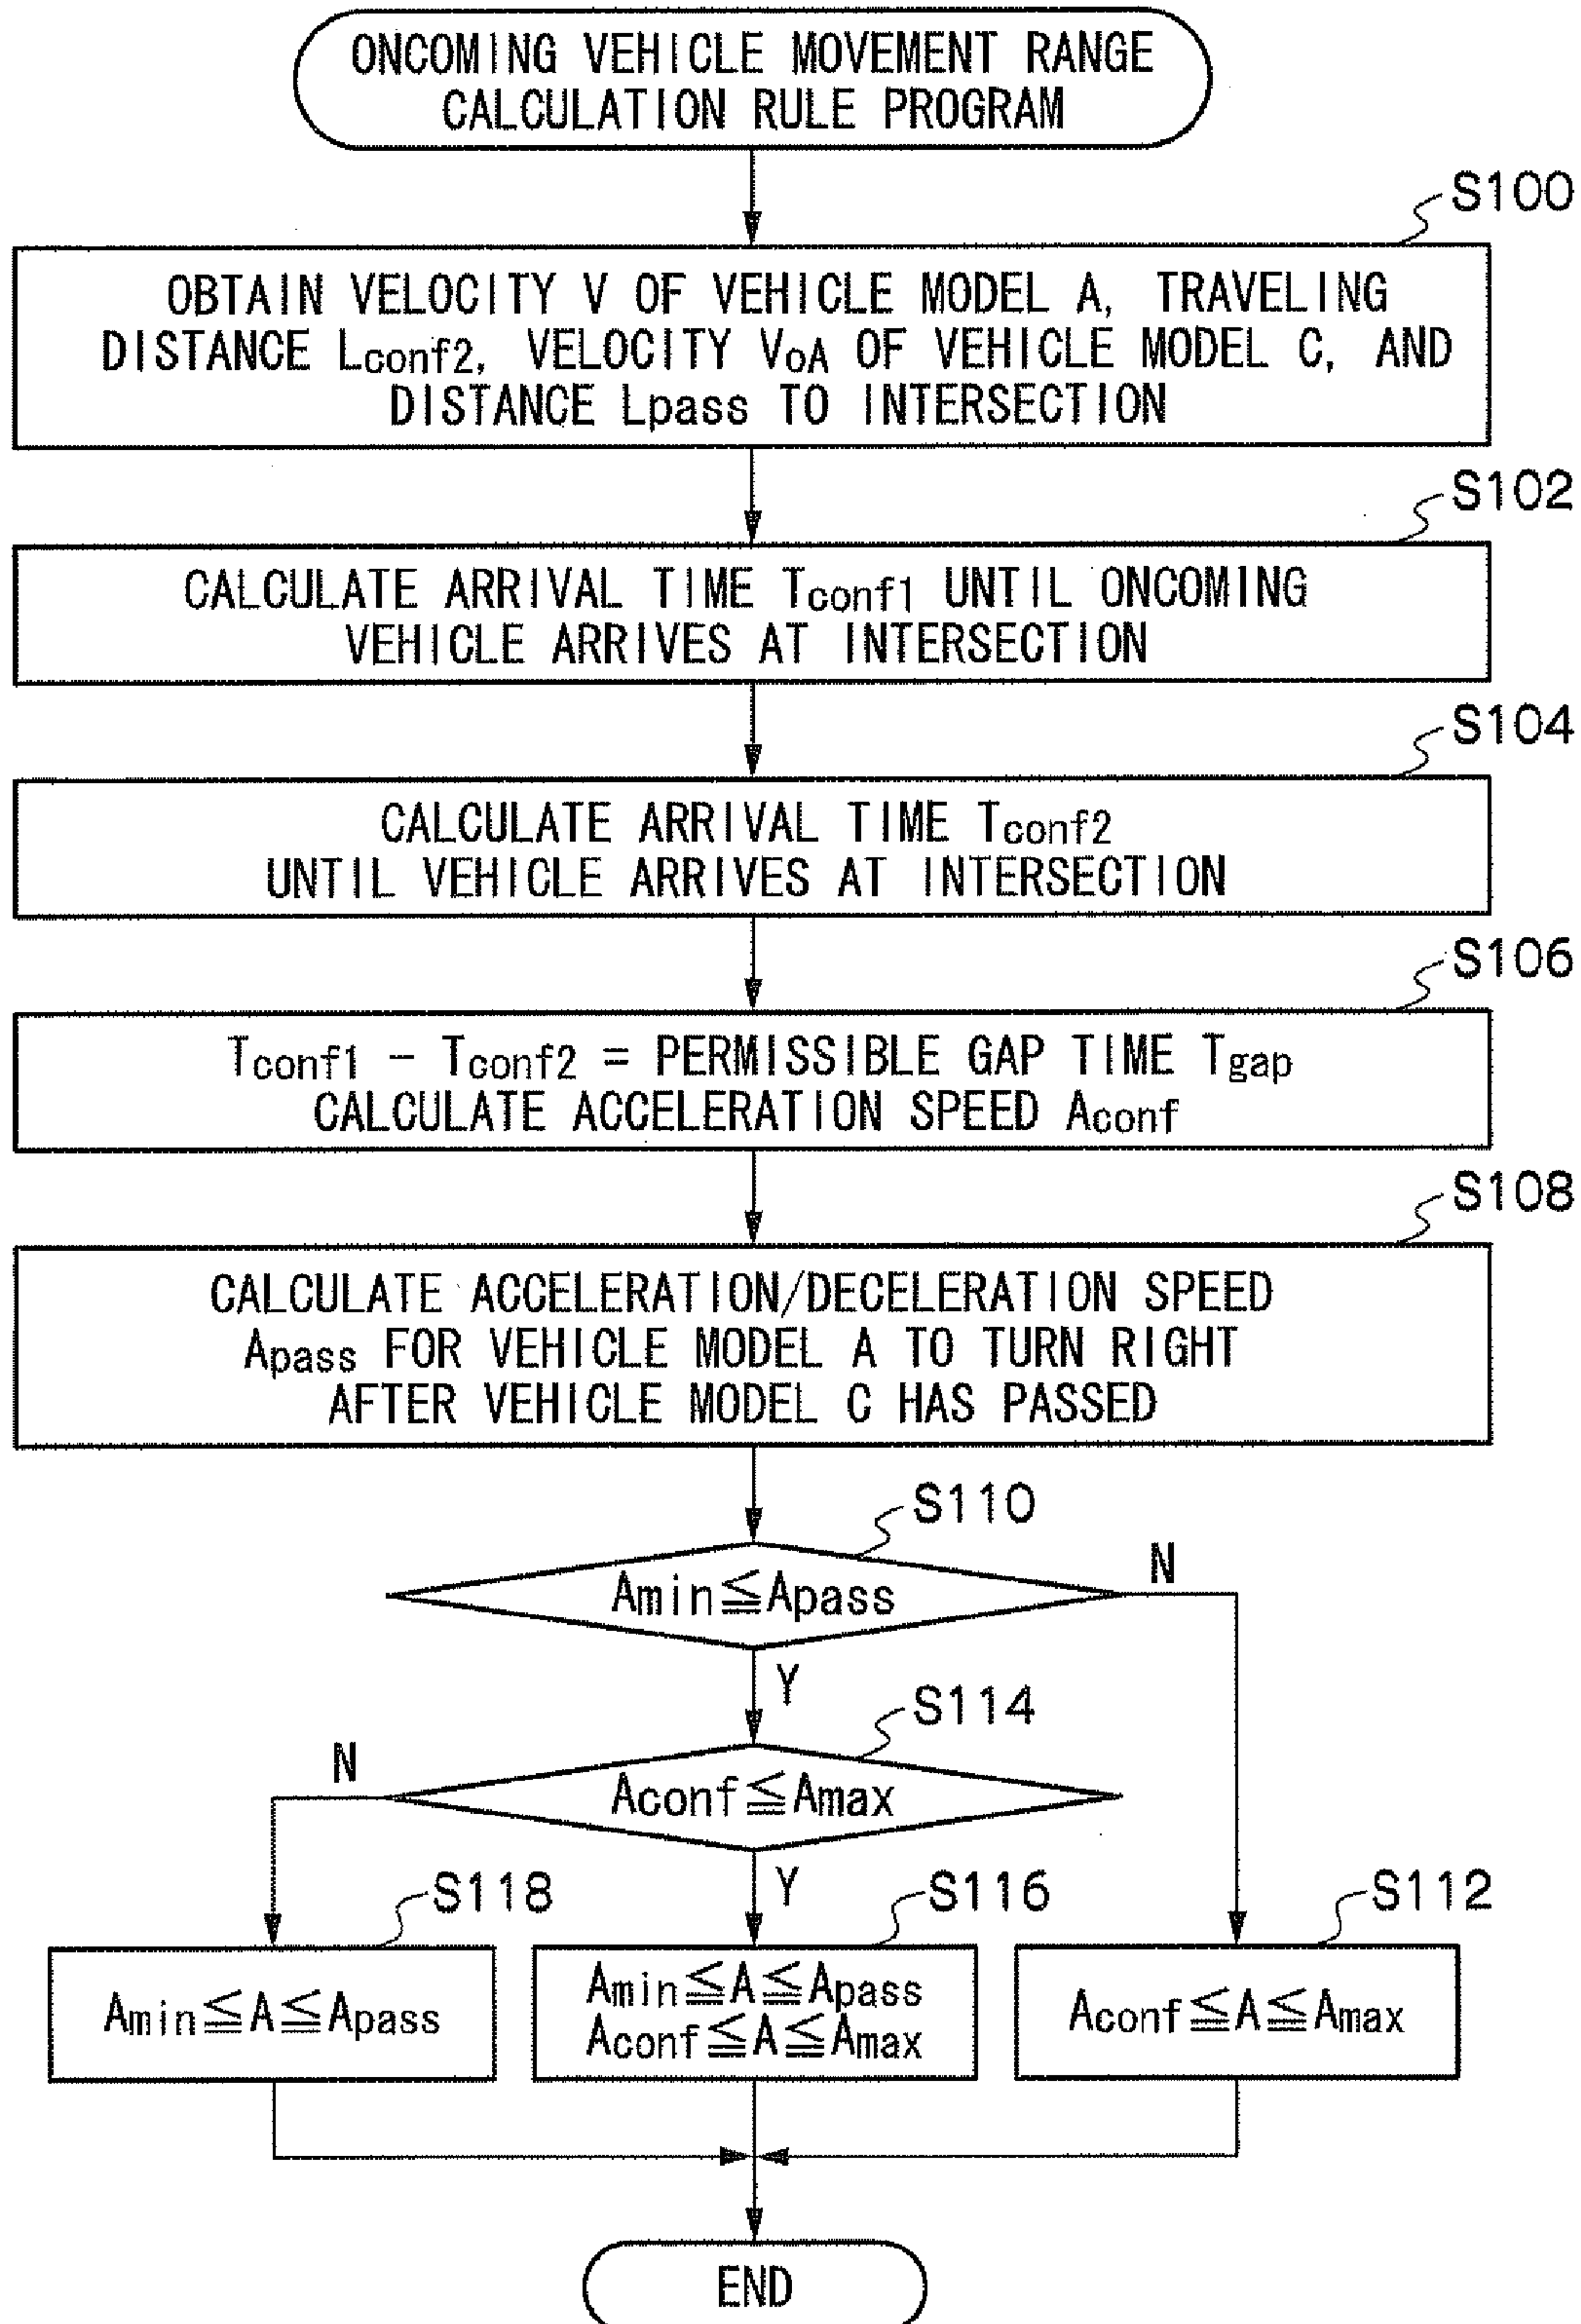 ONCOMING VEHICLE MOVEMENT RANGE
CALCULATION RULE PROGRAM
S100
OBTAIN VELOCITY V OF VEHICLE MODEL A, TRAVELING
DISTANCE Lconf2, VELOCITY VoA OF VEHICLE MODEL C, AND
DISTANCE Lpass TO INTERSECTION
S102
CALCULATE ARRIVAL TIME Tconf1 UNTIL ONCOMING
VEHICLE ARRIVES AT INTERSECTION
S104
CALCULATE ARRIVAL TIME Tconf2
UNTIL VEHICLE ARRIVES AT INTERSECTION
S106
Tconf1 - Tconf2 = PERMISSIBLE GAP TIME Tgap
CALCULATE ACCELERATION SPEED Aconf
S108
CALCULATE ACCELERATION/DECELERATION SPEED
Apass FOR VEHICLE MODEL A TO TURN RIGHT
AFTER VEHICLE MODEL C HAS PASSED
S110
Amin≦Apass
N
Y
S114
Aconf≦Amax
N
Y
S118
Amin≦A≦Apass
S116
Amin≦A≦Apass
Aconf≦A≦Amax
S112
Aconf≦A≦Amax
END